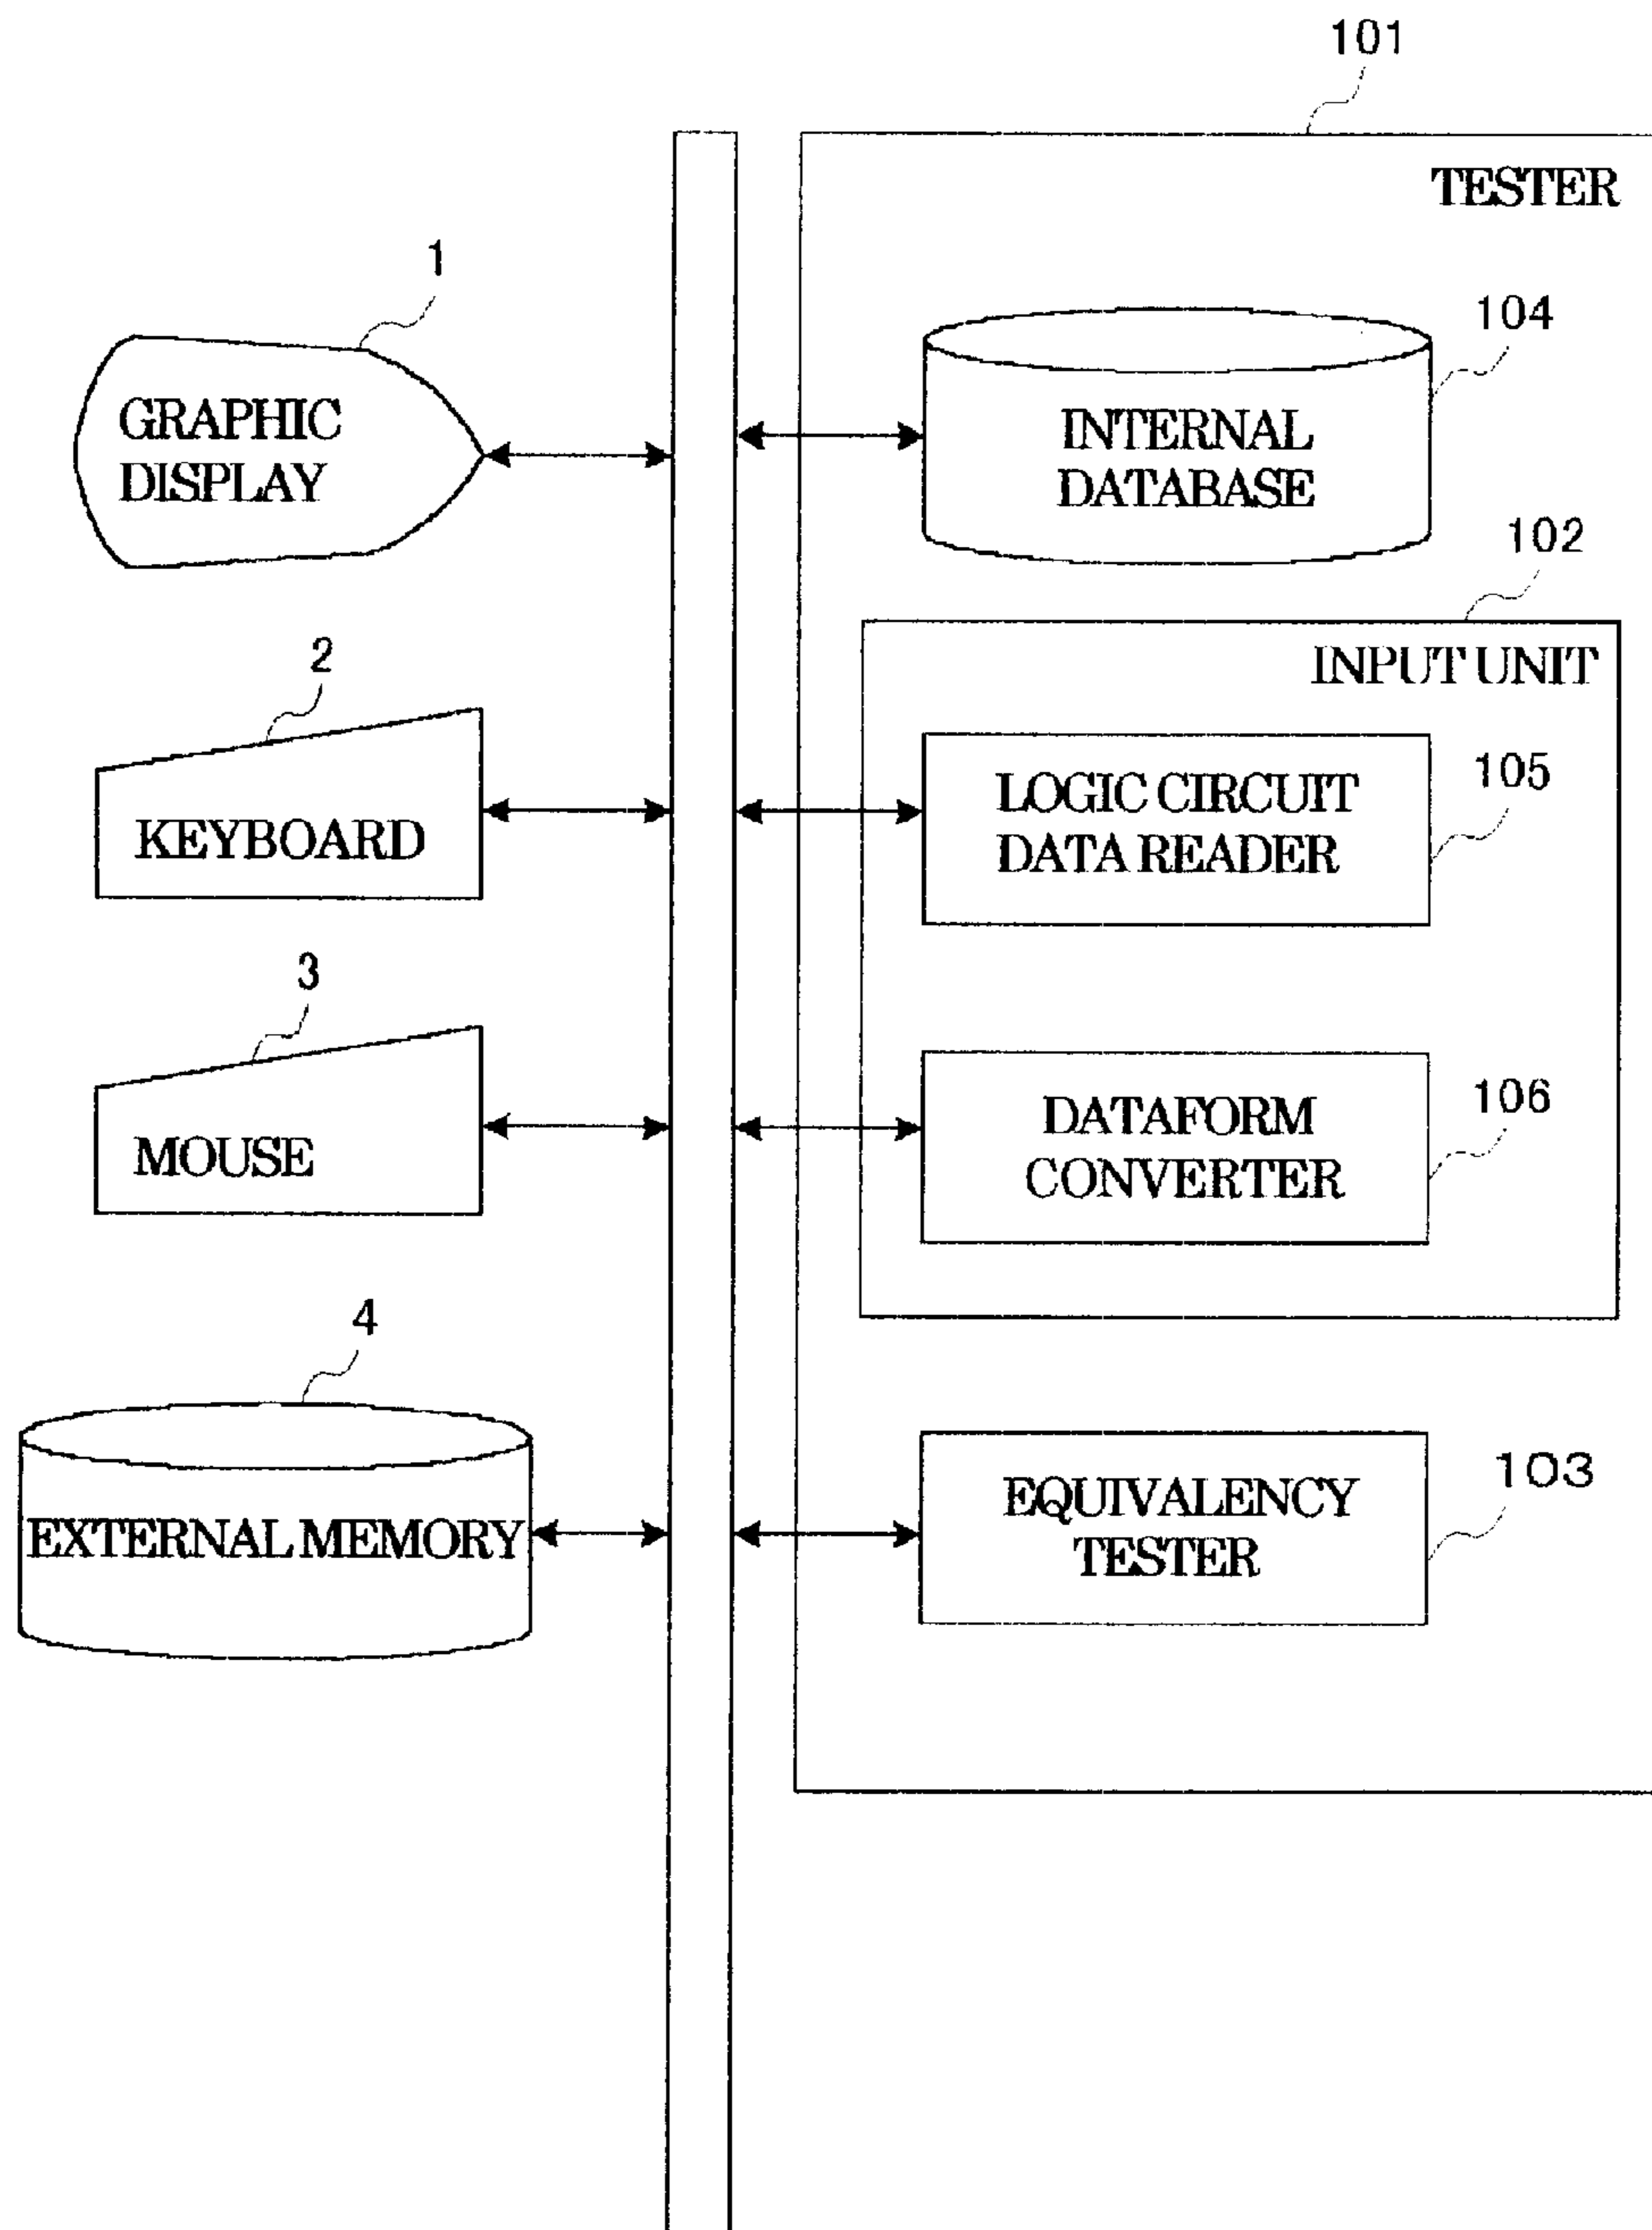 101
TESTER
1
104
GRAPHIC
DISPLAY
INTERNAL
DATABASE
102
INPUT UNIT
2
KEYBOARD
LOGIC CIRCUIT
DATA READER
105
3
MOUSE
DATAFORM
CONVERTER
106
4
EXTERNAL MEMORY
EQUIVALENCY
TESTER
103